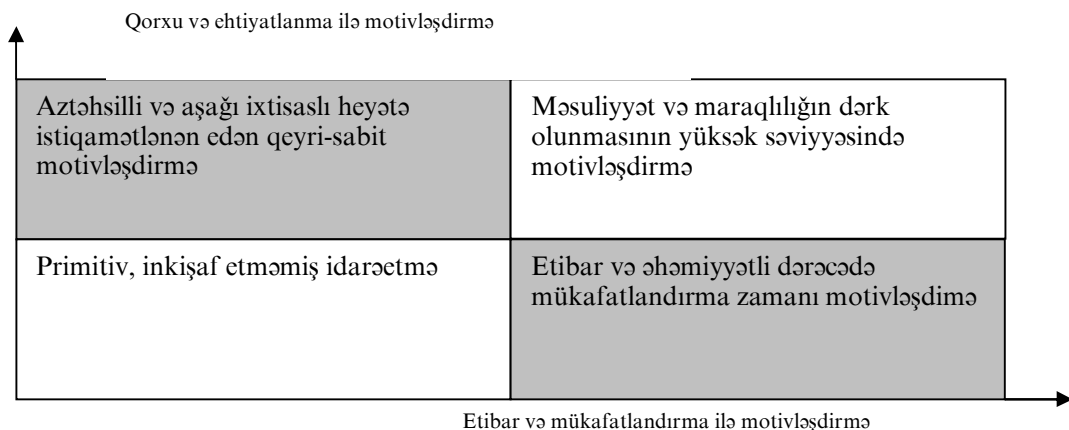 Qorxu və ehtiyatlanma ilə motivləşdirmə
Aztəhsilli və aşağı ixtisaslı heyətə
istiqamətlənən edən qeyri-sabit
motivləşdirmə
Məsuliyyət və maraqlılığın dərk
olunmasının yüksək səviyyəsində
motivləşdirmə
Primitiv, inkişaf etməmiş idarəetmə
Etibar və əhəmiyyətli dərəcədə
mükafatlandırma zamanı motivləşdimə
Etibar və mükafatlandırma ilə motivləşdirmə